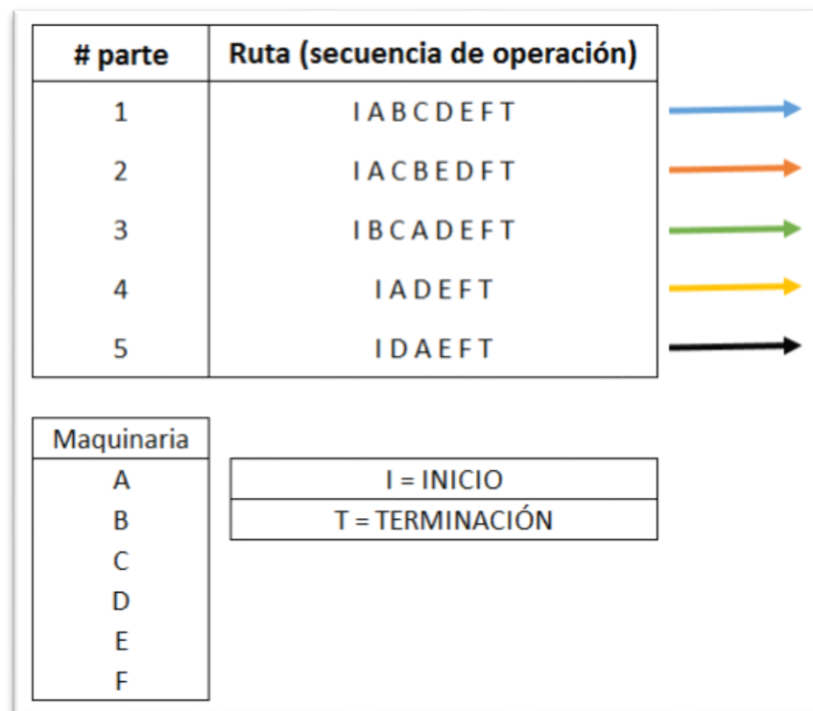 # parte Ruta (secuencia de operación)
1 I A B C D E F T
2 I A C B E D F T
3 I B C A D E F T
4 I A D E F T
5 I D A E F T
Maquinaria
A I = INICIO
B T = TERMINACIÓN
C
D
E
F